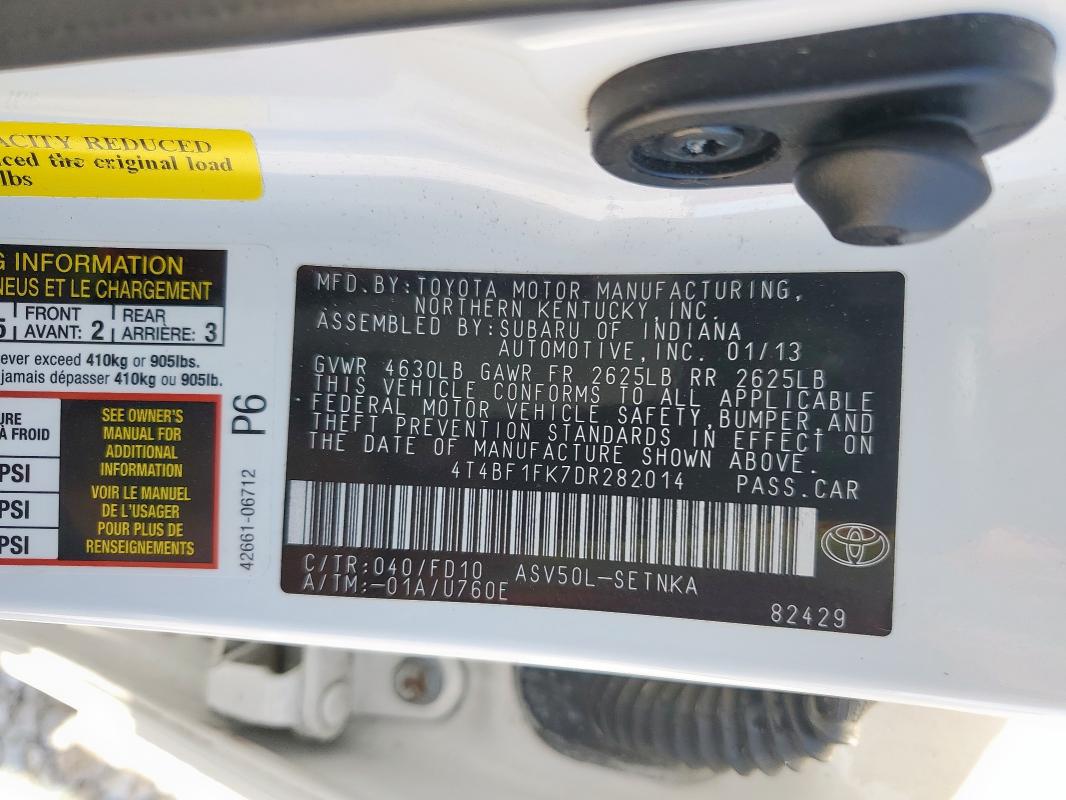 ACITY REDUCED
the original load
lbs
G INFORMATION
NEUS ET LE CHARGEMENT
5 FRONT AVANT: 2 REAR ARRIÈRE: 3
ever exceed 410kg or 905lbs.
jamais dépasser 410kg ou 905lb.
URE
À FROID
PSI
PSI
PSI
SEE OWNER'S
MANUAL FOR
ADDITIONAL
INFORMATION
VOIR LE MANUEL
DE L'USAGER
POUR PLUS DE
RENSEIGNEMENTS
P6
42661-06712
MFD.BY:TOYOTA MOTOR MANUFACTURING,
NORTHERN KENTUCKY,INC.
ASSEMBLED BY:SUBARU OF INDIANA
AUTOMOTIVE,INC. 01/13
GVWR 4630LB GAWR FR 2625LB RR 2625LB
THIS VEHICLE CONFORMS TO ALL APPLICABLE
FEDERAL MOTOR VEHICLE SAFETY,BUMPER,AND
THEFT PREVENTION STANDARDS IN EFFECT ON
THE DATE OF MANUFACTURE SHOWN ABOVE.
4T4BF1FK7DR282014 PASS.CAR
C/TR:040/FD10 ASV50L-SETNKA
A/TM:-01A/U760E
82429